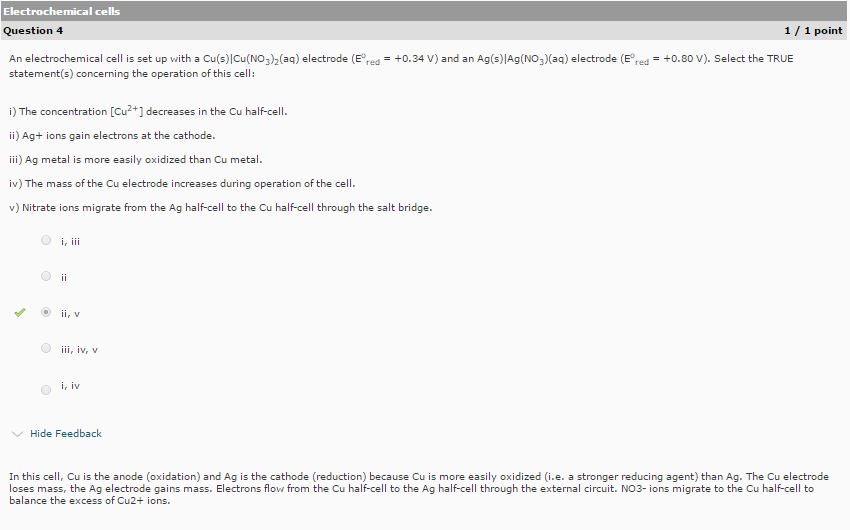 Electrochemical cells
Question 4 1 / 1 point
An electrochemical cell is set up with a Cu(s)|Cu(NO₃)₂(aq) electrode (E°red = +0.34 V) and an Ag(s)|Ag(NO₃)(aq) electrode (E°red = +0.80 V). Select the TRUE
statement(s) concerning the operation of this cell:
i) The concentration [Cu²⁺] decreases in the Cu half-cell.
ii) Ag+ ions gain electrons at the cathode.
iii) Ag metal is more easily oxidized than Cu metal.
iv) The mass of the Cu electrode increases during operation of the cell.
v) Nitrate ions migrate from the Ag half-cell to the Cu half-cell through the salt bridge.
i, iii
ii
ii, v
iii, iv, v
i, iv
Hide Feedback
In this cell, Cu is the anode (oxidation) and Ag is the cathode (reduction) because Cu is more easily oxidized (i.e. a stronger reducing agent) than Ag. The Cu electrode
loses mass, the Ag electrode gains mass. Electrons flow from the Cu half-cell to the Ag half-cell through the external circuit. NO3- ions migrate to the Cu half-cell to
balance the excess of Cu2+ ions.